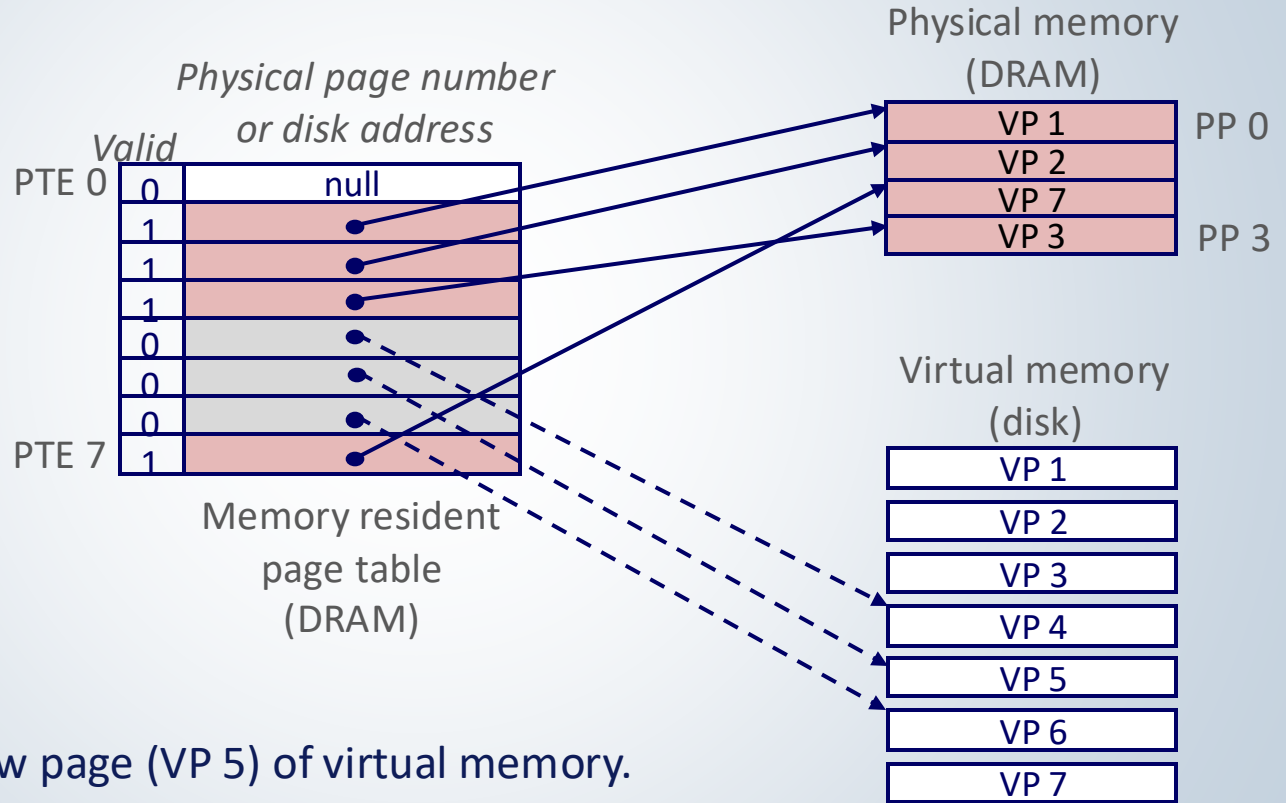 Physical memory
(DRAM)
Physical page number
or disk address
Valid
VP 1
PP 0
VP 2
VP 7
VP 3
PP 3
PTE 0
0
null
1
1
1
0
0
0
PTE 7
1
Memory resident
page table
(DRAM)
Virtual memory
(disk)
VP 1
VP 2
VP 3
VP 4
VP 5
VP 6
VP 7
w page (VP 5) of virtual memory.